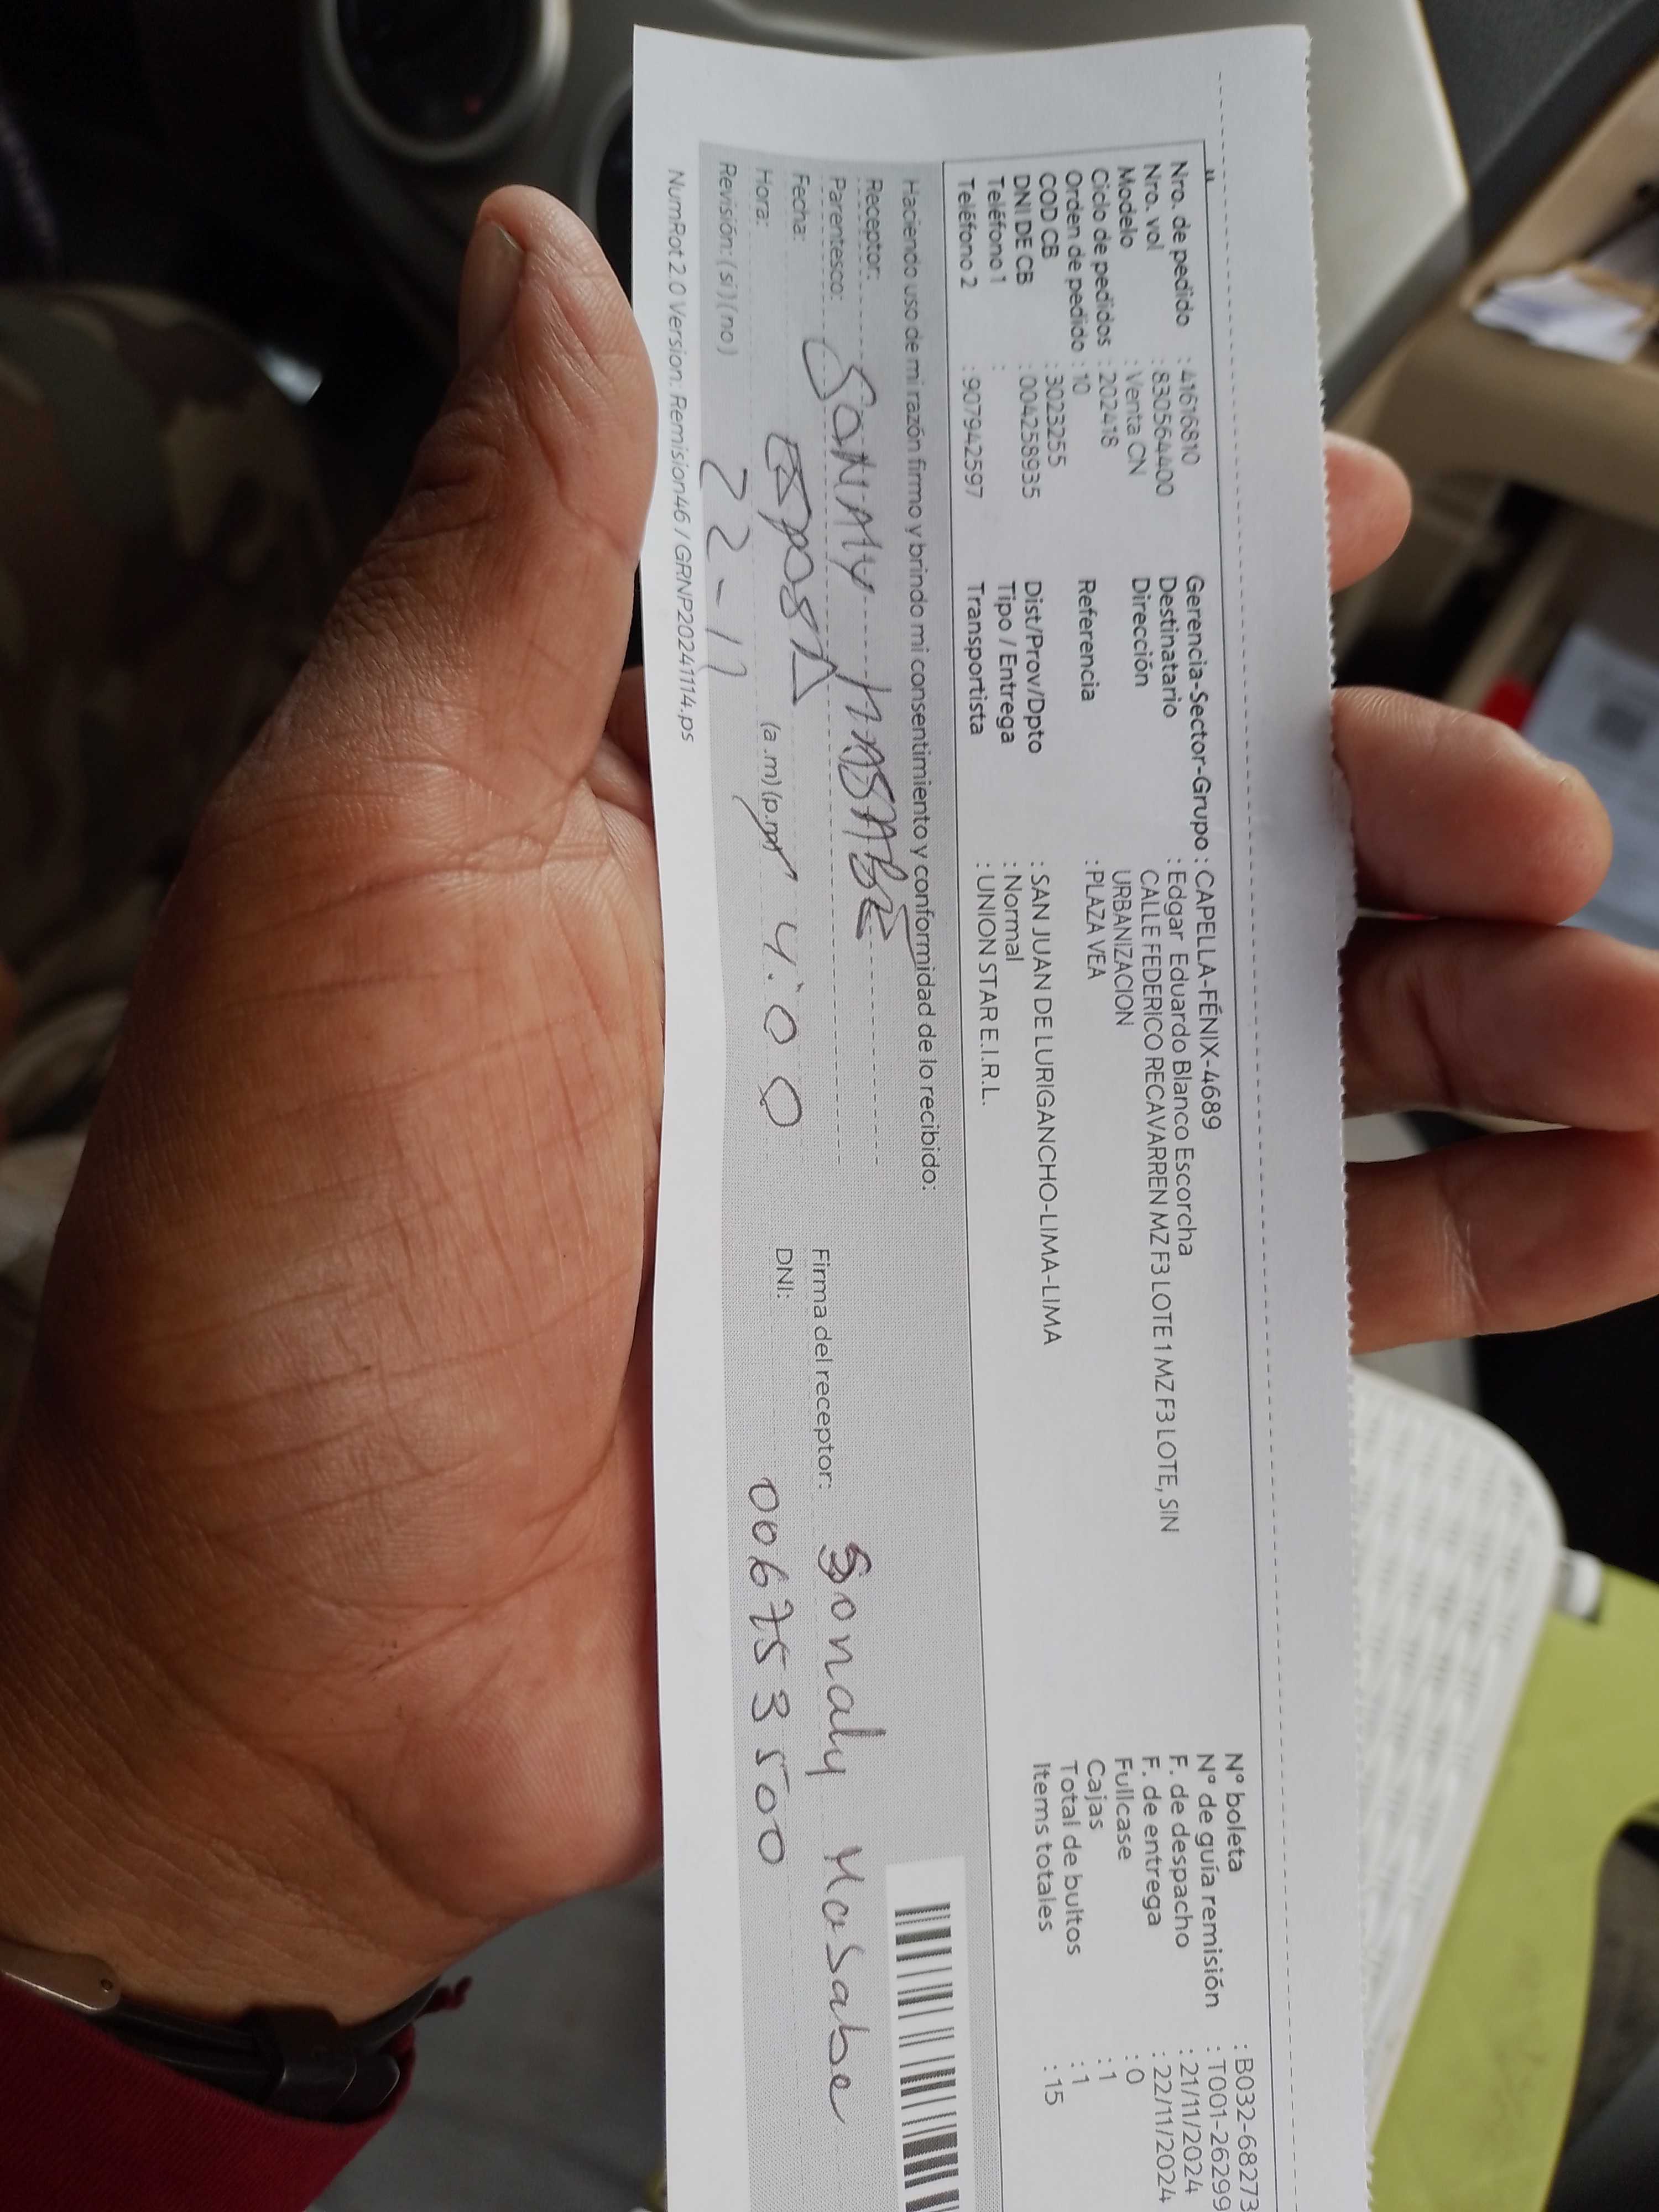 Nro. de pedido : 41616810
Nro. vol : 830564400
Modelo : Venta CN
Ciclo de pedidos : 202418
Orden de pedido : 10
COD CB : 3023255
DNI DE CB : 004258935
Teléfono 1 :
Teléfono 2 : 907942597
Gerencia-Sector-Grupo : CAPELLA-FÉNIX-4689
Destinatario : Edgar Eduardo Blanco Escorcha
Dirección CALLE FEDERICO RECAVARREN MZ F3 LOTE 1 MZ F3 LOTE, SIN
URBANIZACION
Referencia : PLAZA VEA
Dist/Prov/Dpto : SAN JUAN DE LURIGANCHO-LIMA-LIMA
Tipo / Entrega : Normal
Transportista : UNION STAR E.I.R.L.
N° boleta : B032-68273
N° de guía remisión : T001-26299
F. de despacho : 21/11/2024
F. de entrega : 22/11/2024
Fullcase : 0
Cajas : 1
Total de bultos : 1
Items totales : 15
Haciendo uso de mi razón firmo y brindo mi consentimiento y conformidad de lo recibido:
Receptor: SONALY MASABE
Parentesco: ESPOSA
Fecha: 22-11
Hora: (a.m)(p.m) 4:00
Revisión: (si)(no)
Firma del receptor: Sonaly Masabe
DNI: 006753500
NumRot 2.0 Version: Remision46 / GRNP20241114.ps